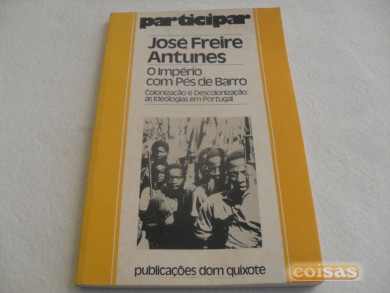 participar
José Freire
Antunes
O Império
com Pés de Barro
Colonização e Descolonização:
as ideologias em Portugal
publicações dom quixote
coisas